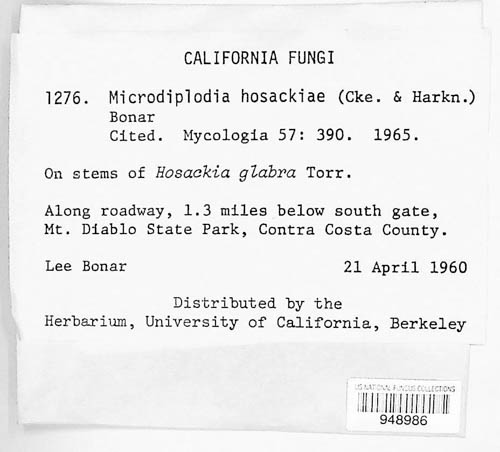 CALIFORNIA FUNGI
1276. Microdiplodia hosackiae (Cke. & Harkn.)
Bonar
Cited. Mycologia 57: 390. 1965.
On stems of Hosackia glabra Torr.
Along roadway, 1.3 miles below south gate,
Mt. Diablo State Park, Contra Costa County.
Lee Bonar 21 April 1960
Distributed by the
Herbarium, University of California, Berkeley
US NATIONAL FUNGUS COLLECTIONS
948986